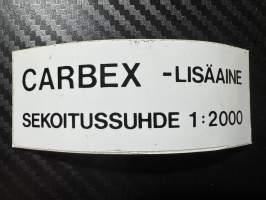 CARBEX -LISÄAINE
SEKOITUSSUHDE 1:2000